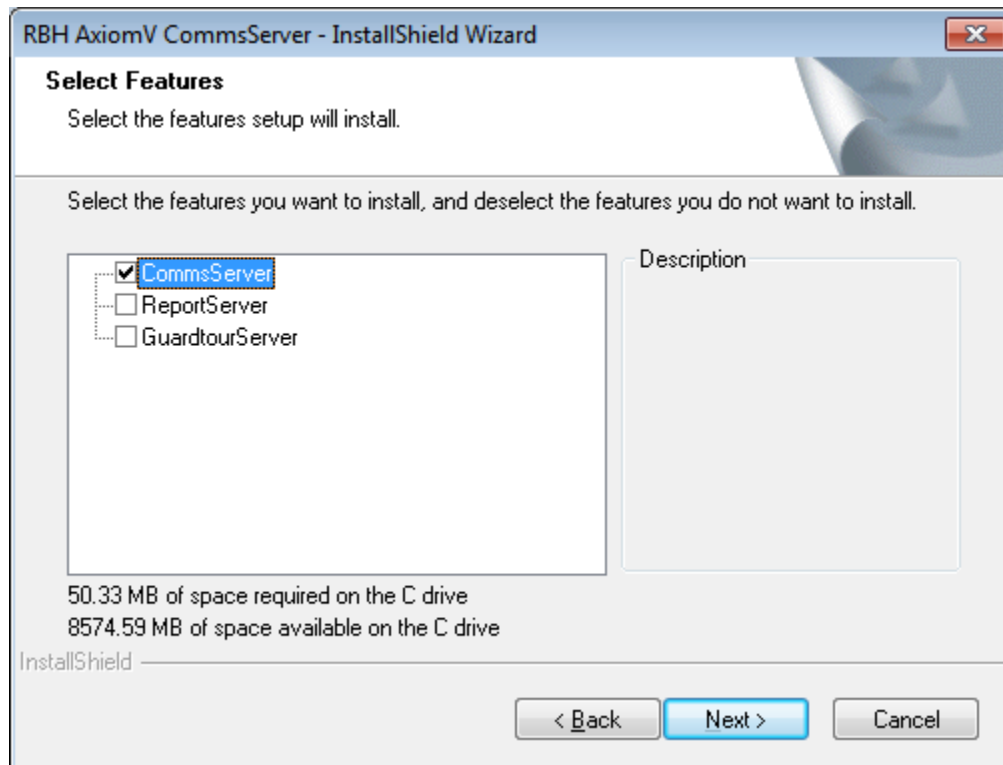 RBH AxiomV CommsServer - InstallShield Wizard
Select Features
Select the features setup will install.
Select the features you want to install, and deselect the features you do not want to install.
CommsServer
ReportServer
GuardtourServer
Description
50.33 MB of space required on the C drive
8574.59 MB of space available on the C drive
InstallShield
< Back
Next >
Cancel